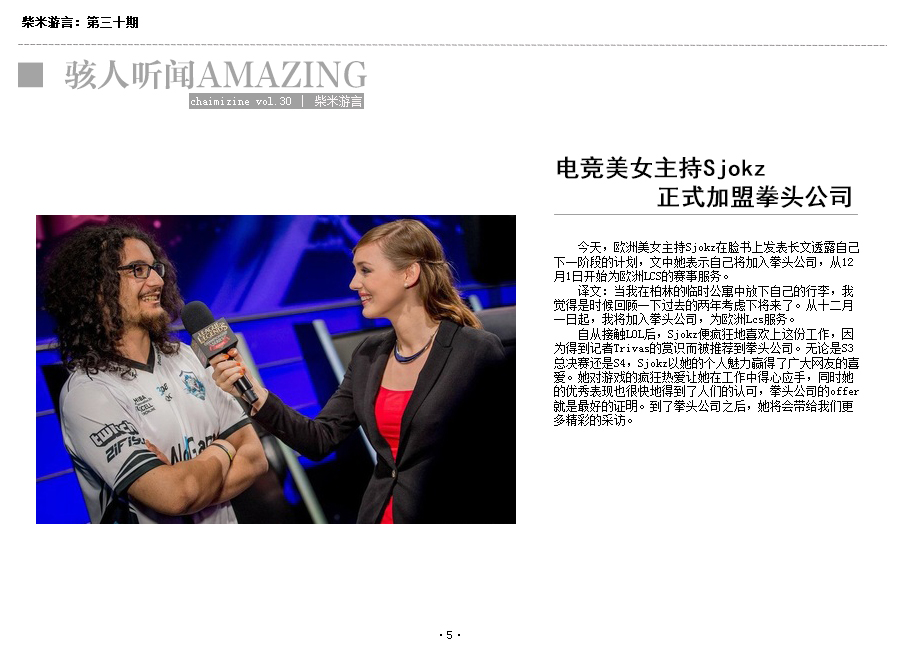 柴米游言：第三十期
骇人听闻AMAZING
chaimizine vol.30 | 柴米游言
电竞美女主持Sjokz
正式加盟拳头公司
今天，欧洲美女主持Sjokz在脸书上发表长文透露自己
下一阶段的计划，文中她表示自己将加入拳头公司，从12
月1日开始为欧洲LCS的赛事服务。
译文：当我在柏林的临时公寓中放下自己的行李，我
觉得是时候回顾一下过去的两年考虑下将来了。从十二月
一日起，我将加入拳头公司，为欧洲Lcs服务。
自从接触LOL后，Sjokz便疯狂地喜欢上这份工作，因
为得到记者Trivas的赏识而被推荐到拳头公司。无论是S3
总决赛还是S4，Sjokz以她的个人魅力赢得了广大网友的喜
爱。她对游戏的疯狂热爱让她在工作中得心应手，同时她
的优秀表现也很快地得到了人们的认可，拳头公司的offer
就是最好的证明。到了拳头公司之后，她将会带给我们更
多精彩的采访。
LEAGUE
LEGENDS
twitch
·5·